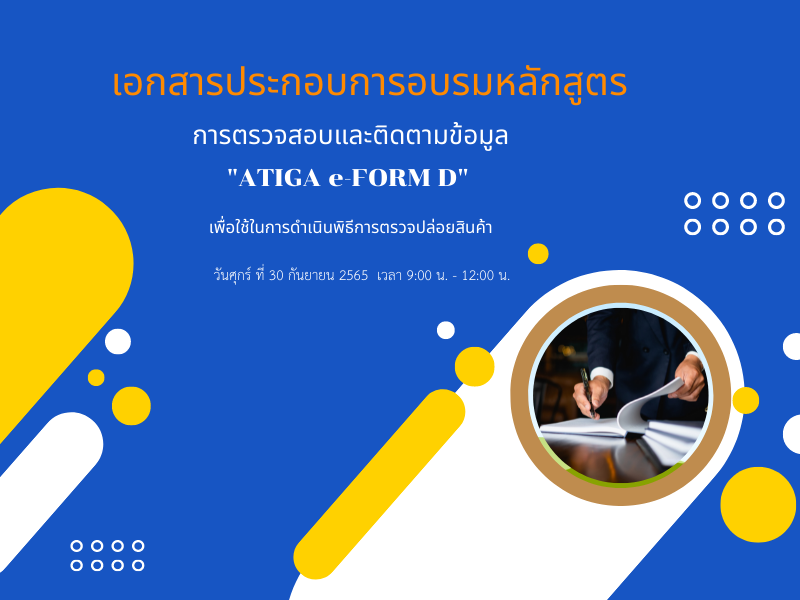 เอกสารประกอบการอบรมหลักสูตร
การตรวจสอบและติดตามข้อมูล
"ATIGA e-FORM D"
เพื่อใช้ในการดำเนินพิธีการตรวจปล่อยสินค้า
วันศุกร์ ที่ 30 กันยายน 2565 เวลา 9:00 น. - 12:00 น.